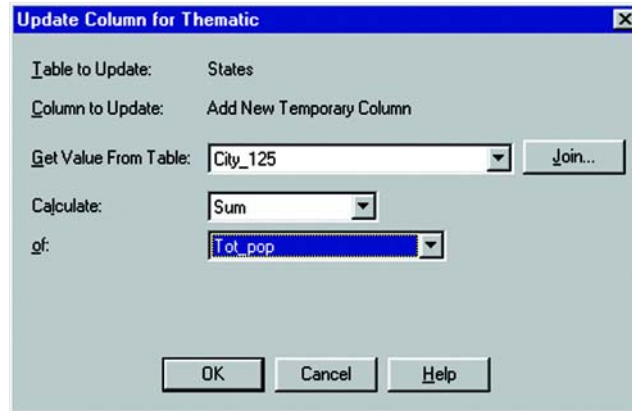 Update Column for Thematic
Table to Update: States
Column to Update: Add New Temporary Column
Get Value From Table: City_125 Join...
Calculate: Sum
of: Tot_pop
OK Cancel Help